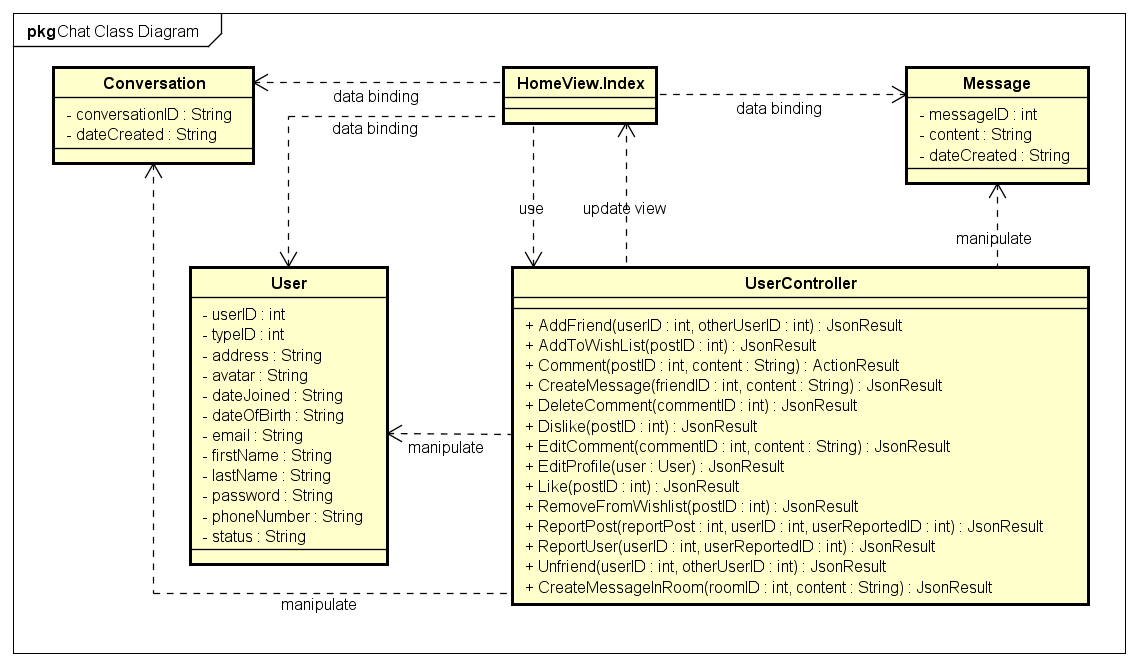 pkg Chat Class Diagram
Conversation
- conversationID : String
- dateCreated : String
HomeView.Index
Message
- messageID : int
- content : String
- dateCreated : String
data binding
data binding
data binding
use
update view
manipulate
User
- userID : int
- typeID : int
- address : String
- avatar : String
- dateJoined : String
- dateOfBirth : String
- email : String
- firstName : String
- lastName : String
- password : String
- phoneNumber : String
- status : String
manipulate
UserController
+ AddFriend(userID : int, otherUserID : int) : JsonResult
+ AddToWishList(postID : int) : JsonResult
+ Comment(postID : int, content : String) : ActionResult
+ CreateMessage(friendID : int, content : String) : JsonResult
+ DeleteComment(commentID : int) : JsonResult
+ Dislike(postID : int) : JsonResult
+ EditComment(commentID : int, content : String) : JsonResult
+ EditProfile(user : User) : JsonResult
+ Like(postID : int) : JsonResult
+ RemoveFromWishlist(postID : int) : JsonResult
+ ReportPost(reportPost : int, userID : int, userReportedID : int) : JsonResult
+ ReportUser(userID : int, userReportedID : int) : JsonResult
+ Unfriend(userID : int, otherUserID : int) : JsonResult
+ CreateMessageInRoom(roomID : int, content : String) : JsonResult
manipulate